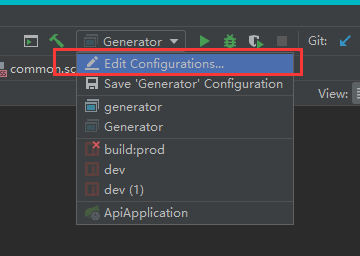 Generator
Git:
common.sc
Edit Configurations...
Save 'Generator' Configuration
View:
generator
Generator
build:prod
dev
dev (1)
ApiApplication